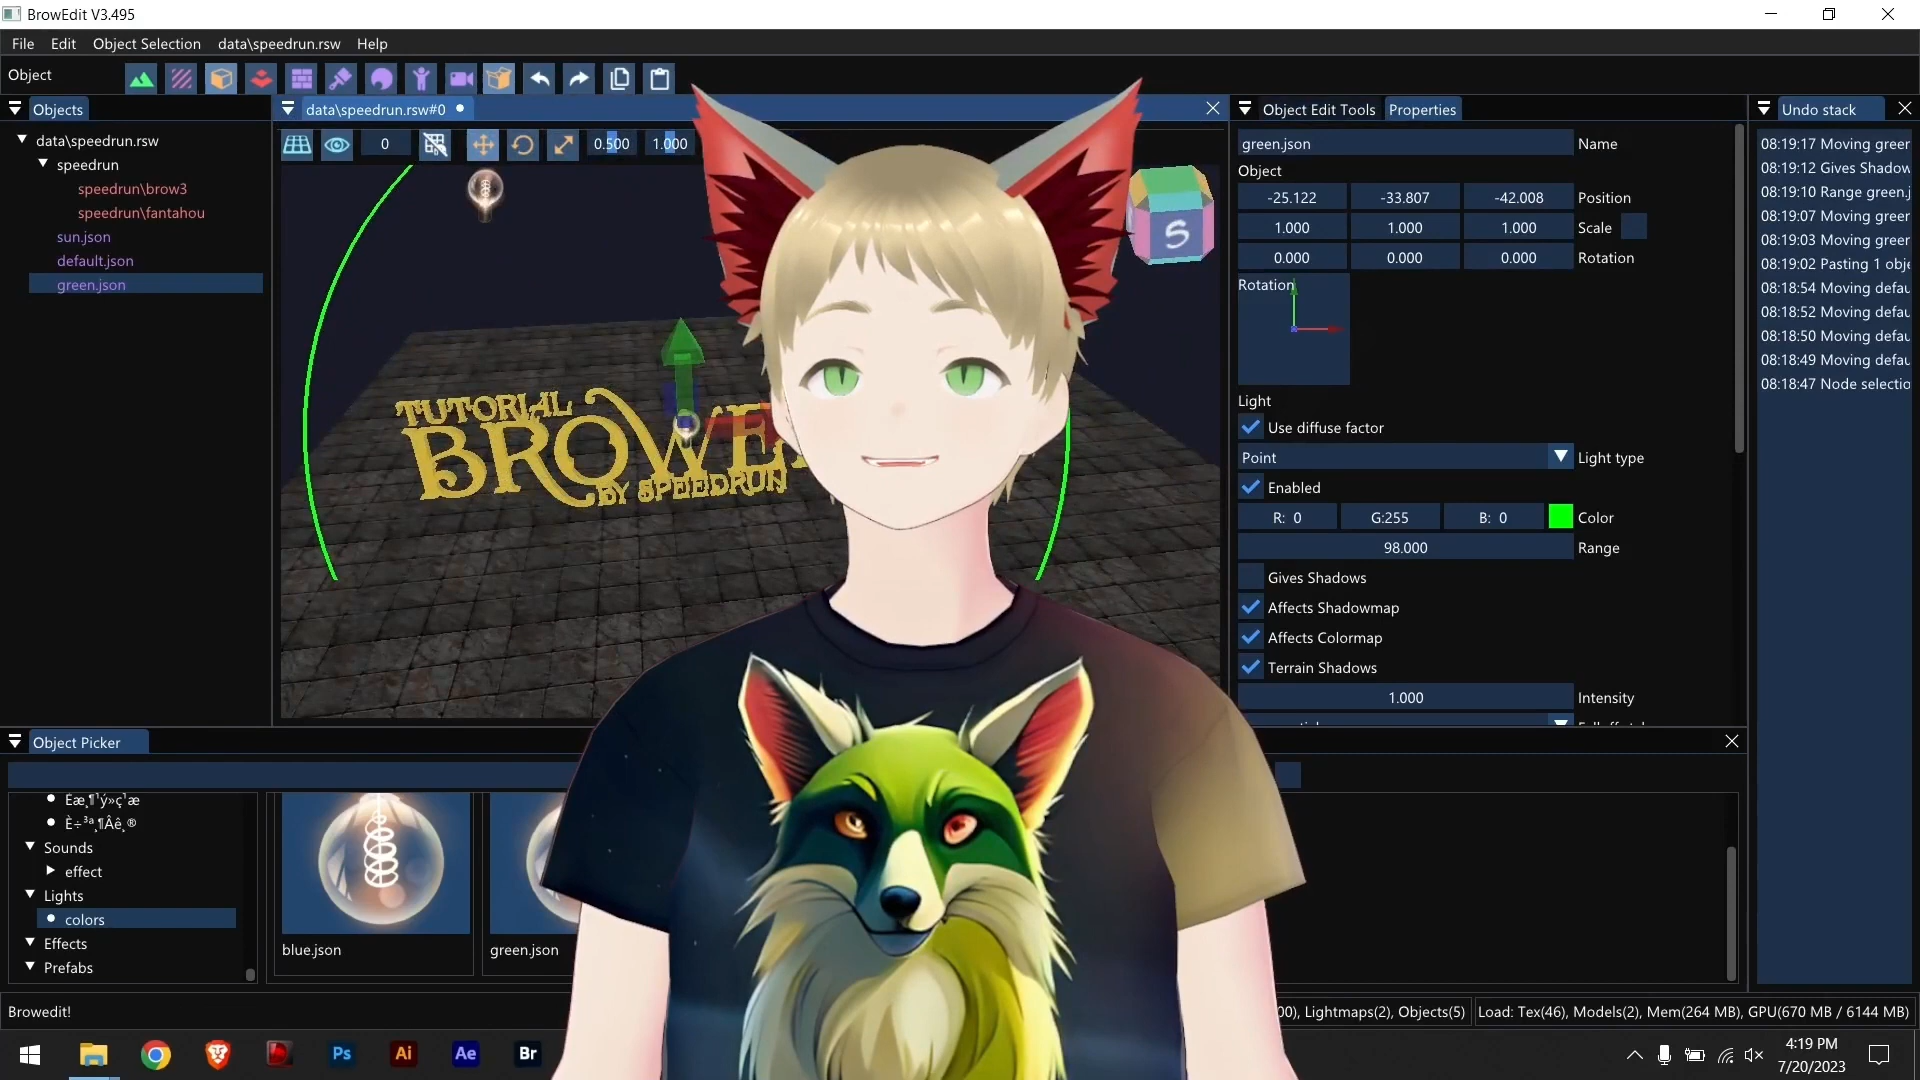 BrowEdit V3.495
File Edit Object Selection data\speedrun.rsw Help
Object
Objects
data\speedrun.rsw
speedrun
speedrun\brow3
speedrun\fantahou
sun.json
default.json
green.json
data\speedrun.rsw#0
0
0.500
1.000
S
TUTORIAL
BROWE
BY SPEEDRUN
Object Edit Tools Properties
green.json Name
Object
-25.122 -33.807 -42.008 Position
1.000 1.000 1.000 Scale
0.000 0.000 0.000 Rotation
Rotation
Light
Use diffuse factor
Point Light type
Enabled
R: 0 G:255 B: 0 Color
98.000 Range
Gives Shadows
Affects Shadowmap
Affects Colormap
Terrain Shadows
1.000 Intensity
Undo stack
08:19:17 Moving green
08:19:12 Gives Shadow
08:19:10 Range green.j
08:19:07 Moving green
08:19:03 Moving green
08:19:02 Pasting 1 obje
08:18:54 Moving defau
08:18:52 Moving defau
08:18:50 Moving defau
08:18:49 Moving defau
08:18:47 Node selectio
Object Picker
Sounds
effect
Lights
colors
Effects
Prefabs
blue.json
green.json
Browedit!
00), Lightmaps(2), Objects(5)
Load: Tex(46), Models(2), Mem(264 MB), GPU(670 MB / 6144 MB)
Ps
Ai
Ae
Br
4:19 PM
7/20/2023